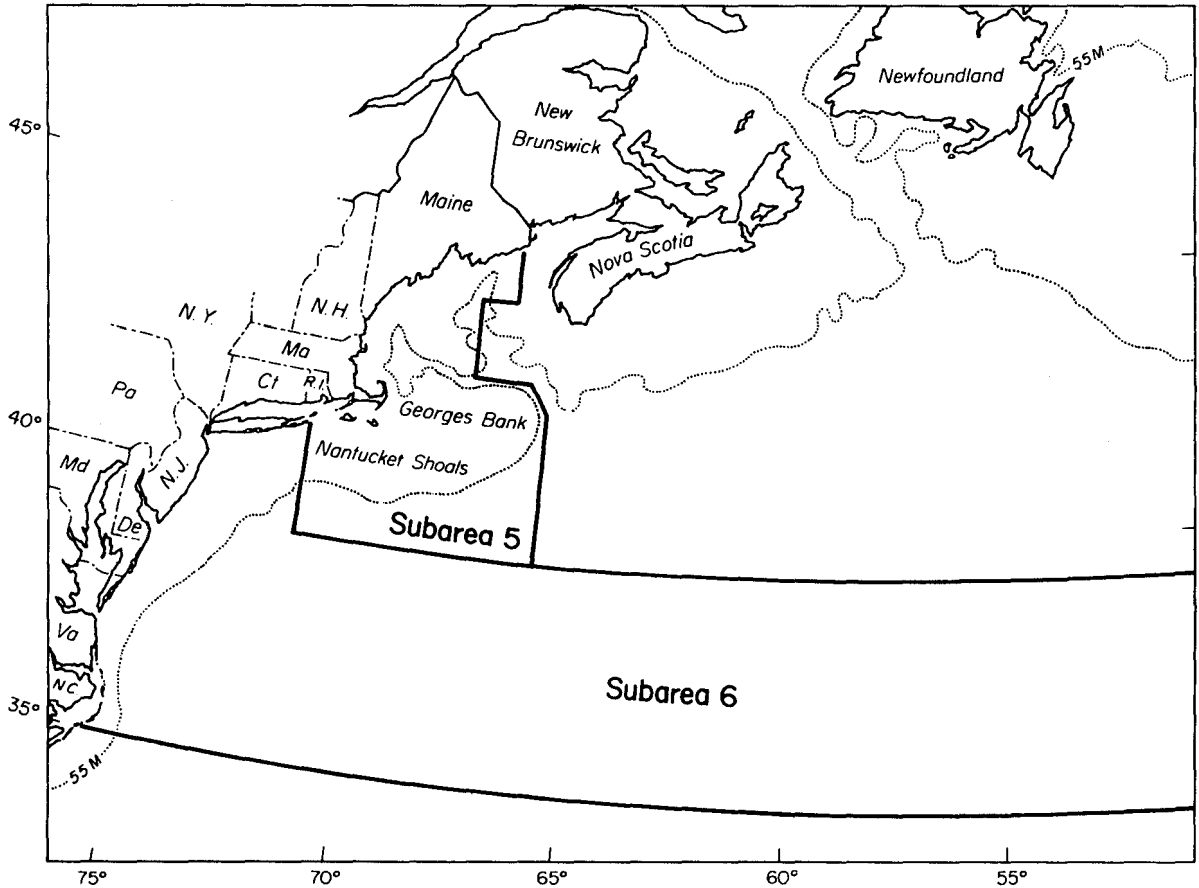 Newfoundland
55M
45°
New
Brunswick
Maine
Nova Scotia
N.Y.
N.H.
Ma
Ct
R.I.
Pa
40°
Georges Bank
Nantucket Shoals
Md
N.J.
De
Subarea 5
Va
NC
Subarea 6
35°
55M
75°
70°
65°
60°
55°